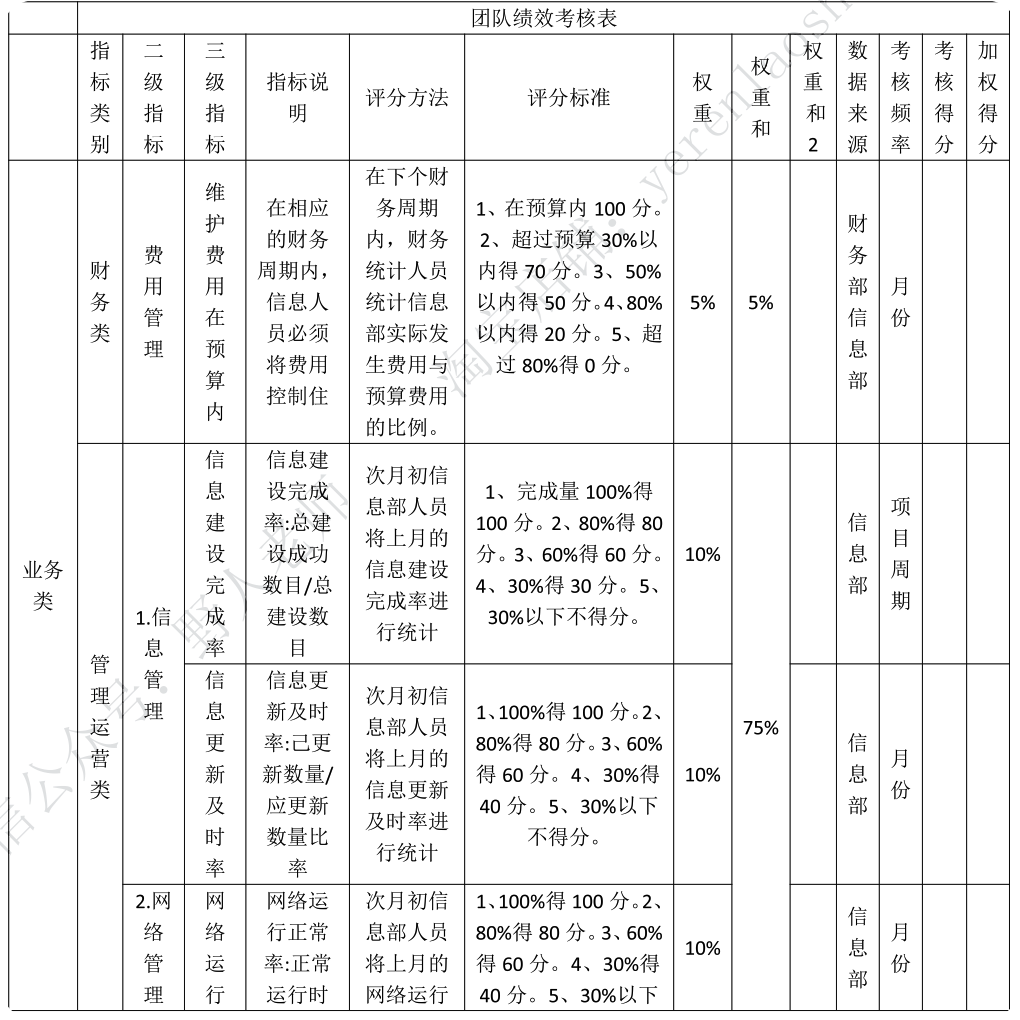 团队绩效考核表
指标类别
二级指标
三级指标
指标说明
评分方法
评分标准
权重
权重和
权重和2
数据来源
考核频率
考核得分
加权得分
业务类
财务类
费用管理
维护费用在预算内
在相应
的财务
周期内，
信息人
员必须
将费用
控制住
在下个财
务周期
内，财务
统计人员
统计信息
部实际发
生费用与
预算费用
的比例。
1、在预算内 100 分。
2、超过预算 30%以
内得 70 分。3、50%
以内得 50 分。4、80%
以内得 20 分。5、超
过 80%得 0 分。
5%
5%
财务部信息部
月份
管理运营类
1.信息管理
信息建设完成率
信息建
设完成
率:总建
设成功
数目/总
建设数
目
次月初信
息部人员
将上月的
信息建设
完成率进
行统计
1、完成量 100%得
100 分。2、80%得 80
分。3、60%得 60 分。
4、30%得 30 分。5、
30%以下不得分。
10%
75%
信息部
项目周期
信息更新及时率
信息更
新及时
率:己更
新数量/
应更新
数量比
率
次月初信
息部人员
将上月的
信息更新
及时率进
行统计
1、100%得 100 分。2、
80%得 80 分。3、60%
得 60 分。4、30%得
40 分。5、30%以下
不得分。
10%
信息部
月份
2.网络管理
网络运行
网络运
行正常
率:正常
运行时
次月初信
息部人员
将上月的
网络运行
1、100%得 100 分。2、
80%得 80 分。3、60%
得 60 分。4、30%得
40 分。5、30%以下
10%
信息部
月份
信公众号：野人老师
淘宝店铺：yerenlaosh